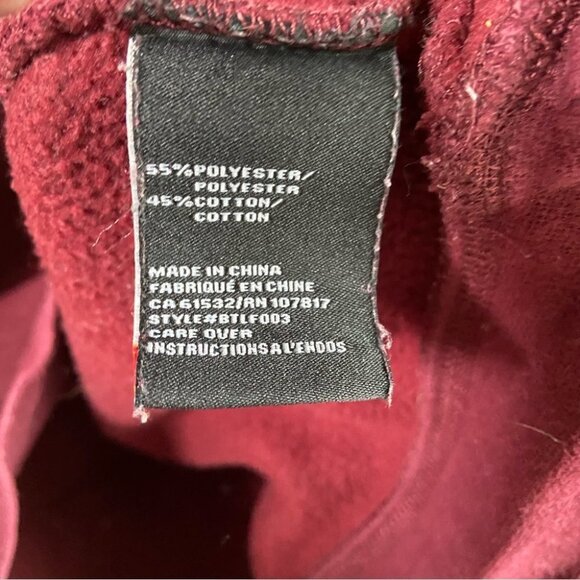 55%POLYESTER/
POLYESTER
45%COTTON/
COTTON
MADE IN CHINA
FABRIQUÉ EN CHINE
CA 61532/RN 107817
STYLE#BTLF003
CARE OVER
INSTRUCTIONS A L'ENDOS